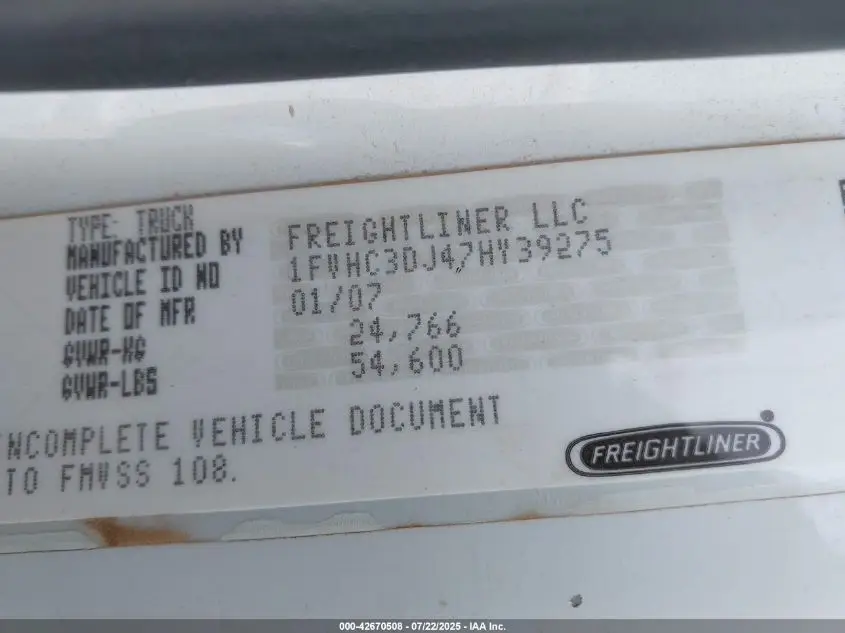 TYPE: TRUCK
MANUFACTURED BY FREIGHTLINER LLC
VEHICLE ID NO 1FVHC3DJ47HY39275
DATE OF MFR 01/07
GVWR-KG 24,766
GVWR-LBS 54,600
INCOMPLETE VEHICLE DOCUMENT
TO FMVSS 108.
FREIGHTLINER
000-42670508 - 07/22/2025 - IAA Inc.